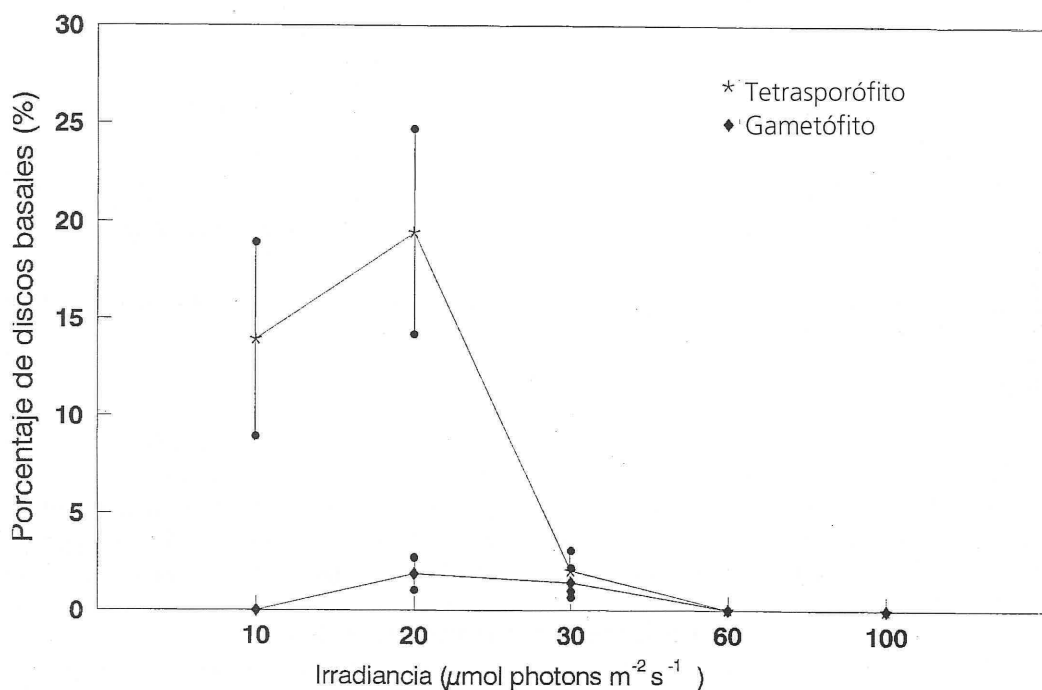 Porcentaje de discos basales (%)
30
25
20
15
10
5
0
* Tetrasporófito
♦ Gametófito
10 20 30 60 100
Irradiancia (μmol photons m⁻² s⁻¹)